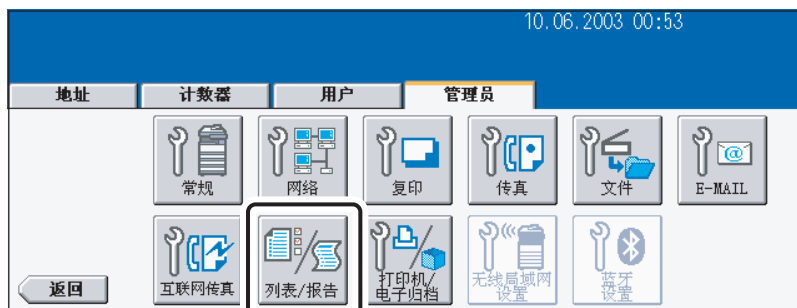 10.06.2003 00:53
地址 计数器 用户 管理员
常规 网络 复印 传真 文件 E-MAIL
互联网传真 列表/报告 打印机/电子归档 无线局域网设置 蓝牙设置
返回